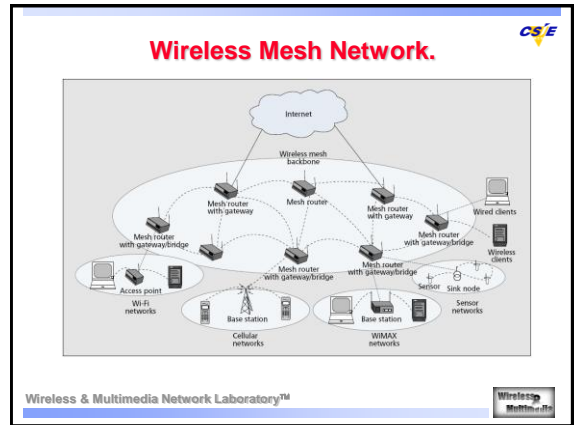 CSIE
Wireless Mesh Network.
Internet
Wireless mesh
backbone
Mesh router
with gateway
Mesh router
Mesh router
with gateway
Wired clients
Mesh router
with gateway/bridge
Mesh router
with gateway/bridge
Wireless
clients
Mesh router
with gateway/bridge
Mesh router
with gateway/bridge
Access point
Wi-Fi
networks
Base station
Cellular
networks
Base station
WiMAX
networks
Sensor
Sink node
Sensor
networks
Wireless & Multimedia Network Laboratory™
Wireless
Multimedia